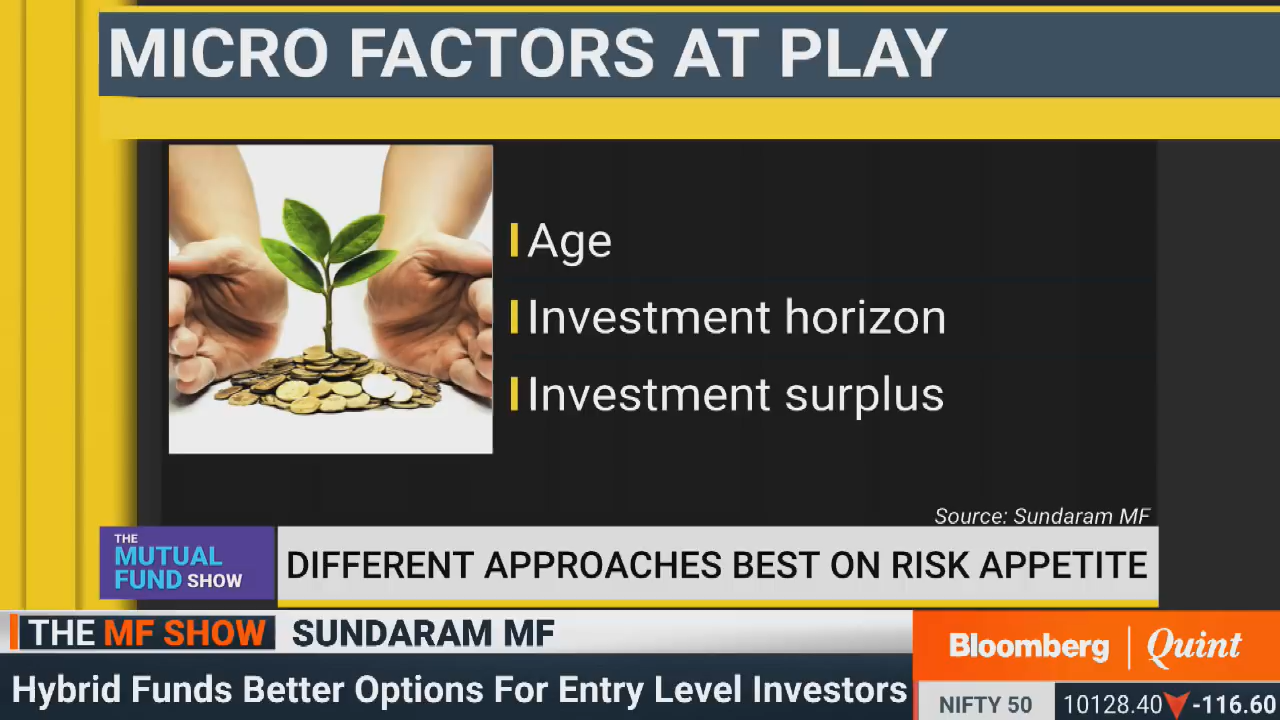 MICRO FACTORS AT PLAY
Age
Investment horizon
Investment surplus
Source: Sundaram MF
THE
MUTUAL
FUND SHOW
DIFFERENT APPROACHES BEST ON RISK APPETITE
THE MF SHOW
SUNDARAM MF
Hybrid Funds Better Options For Entry Level Investors
Bloomberg | Quint
NIFTY 50
10128.40 -116.60